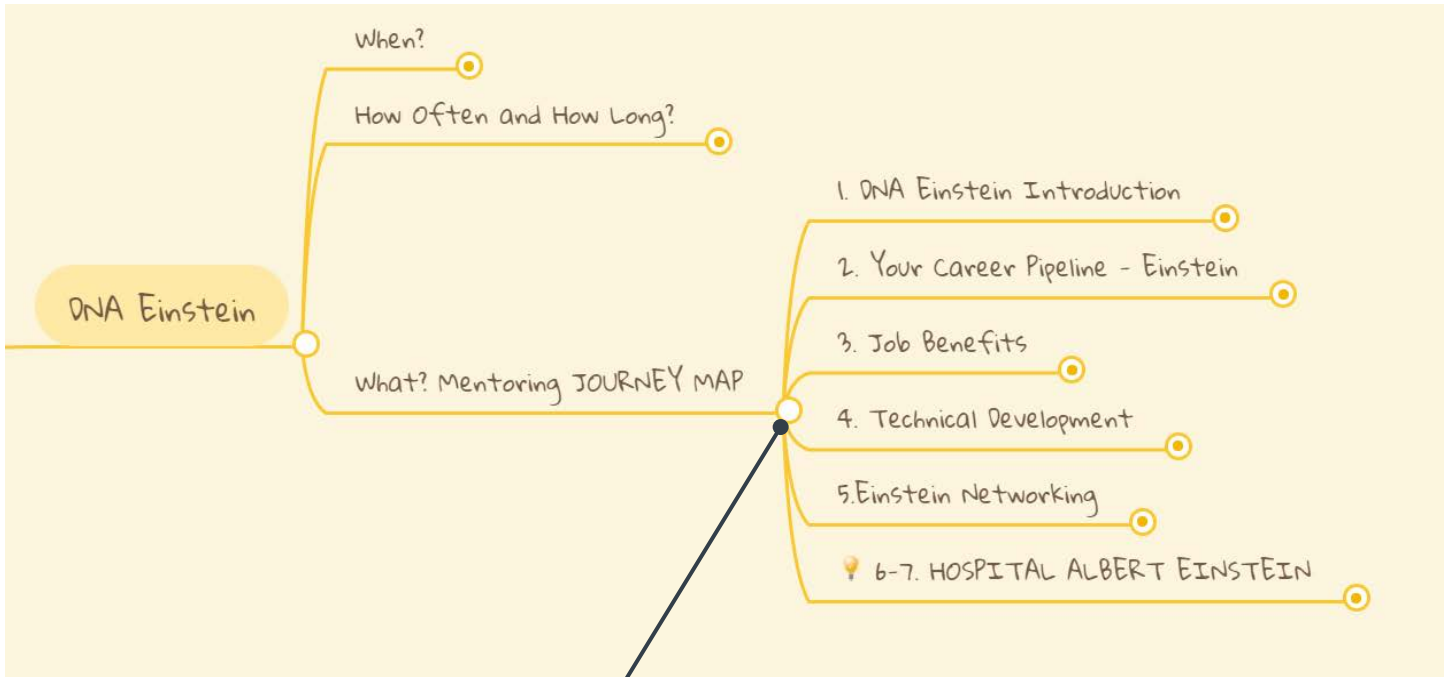 When?
How Often and How Long?
1. DNA Einstein Introduction
2. Your Career Pipeline - Einstein
DNA Einstein
3. Job Benefits
What? Mentoring JOURNEY MAP
4. Technical Development
5.Einstein Networking
6-7. HOSPITAL ALBERT EINSTEIN